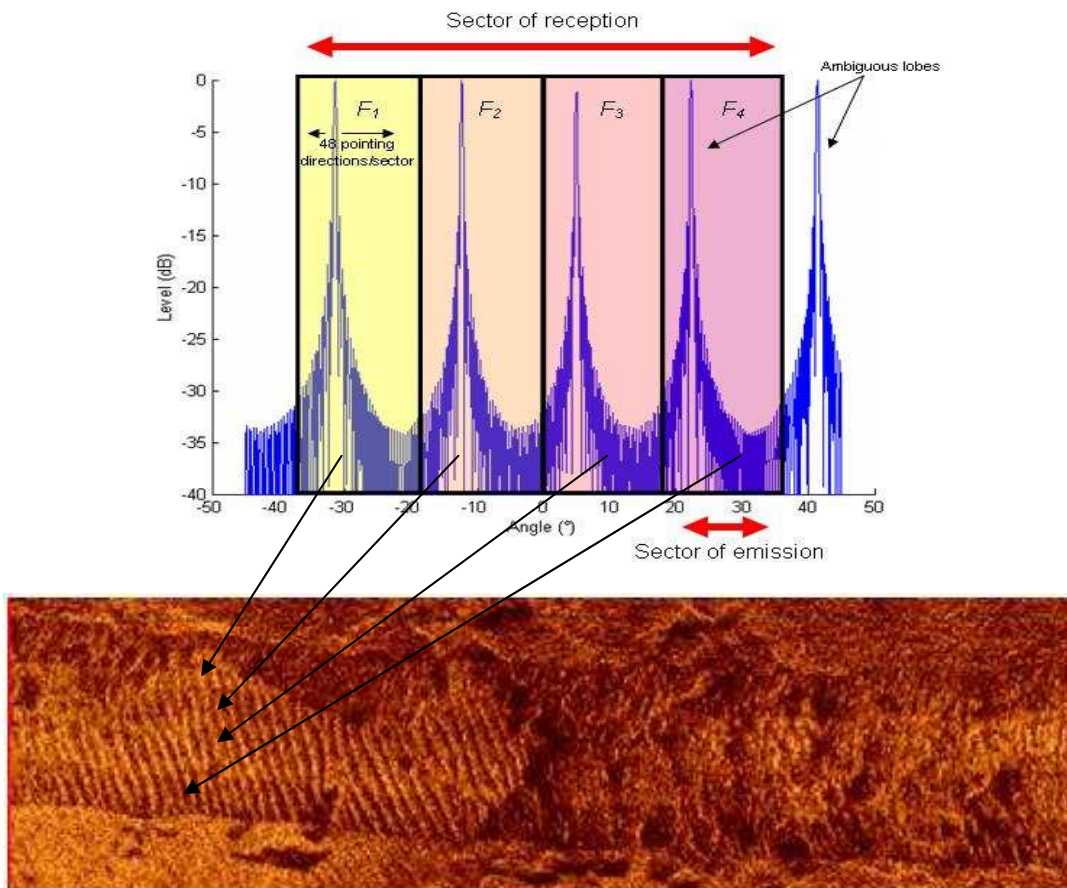 Sector of reception
Ambiguous lobes
F1 F2 F3 F4
48 pointing
directions/sector
Level (dB)
0
-5
-10
-15
-20
-25
-30
-35
-40
-50 -40 -30 -20 -10 0 10 20 30 40 50
Angle (°)
Sector of emission